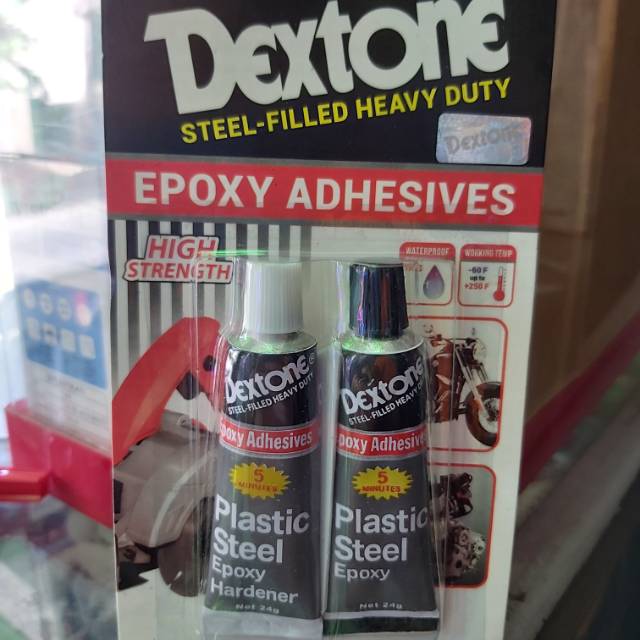 Dextone
STEEL-FILLED HEAVY DUTY
Dextone
EPOXY ADHESIVES
HIGH
STRENGTH
WATERPROOF
WORKING TEMP
-60 F
up to
+250 F
Dextone®
STEEL-FILLED HEAVY DUTY
Epoxy Adhesives
5
MINUTES
Plastic
Steel
Epoxy
Hardener
Net 24g
Dextone
STEEL-FILLED HEAVY DUTY
poxy Adhesive
5
MINUTES
Plastic
Steel
Epoxy
Net 24g